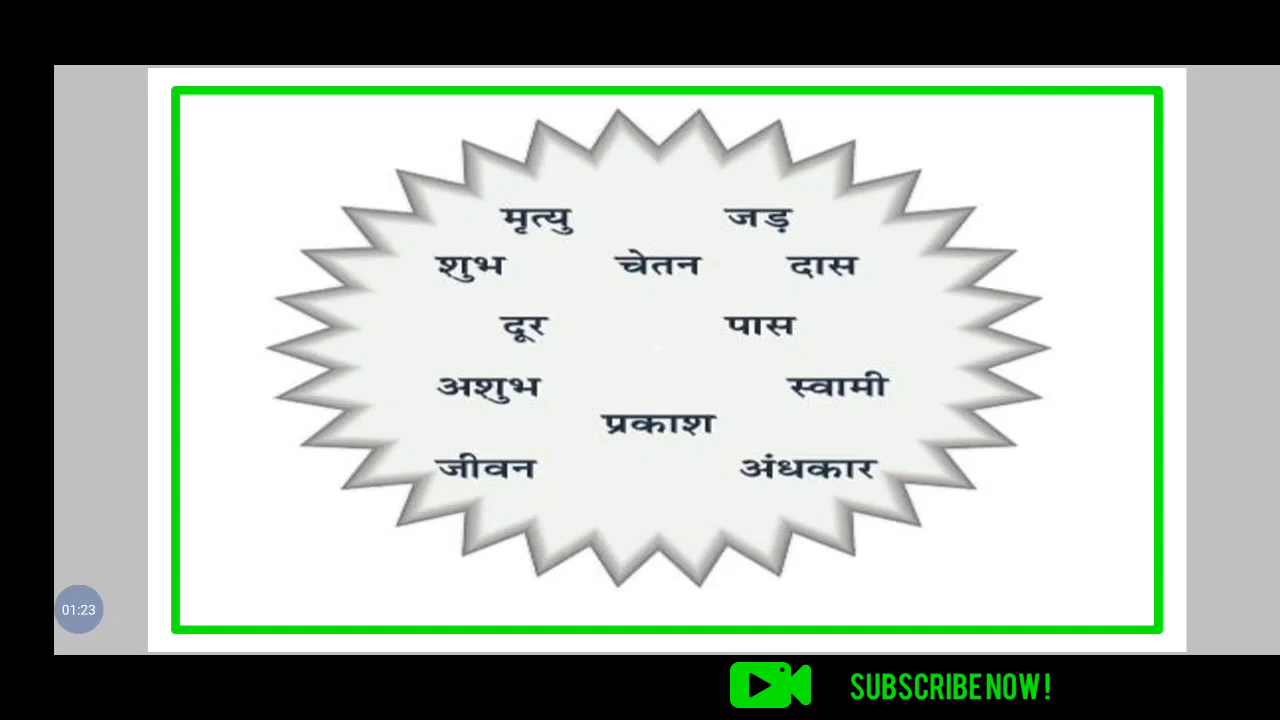 मृत्यु जड़
शुभ चेतन दास
दूर पास
अशुभ स्वामी
प्रकाश
जीवन अंधकार
01:23
SUBSCRIBE NOW !